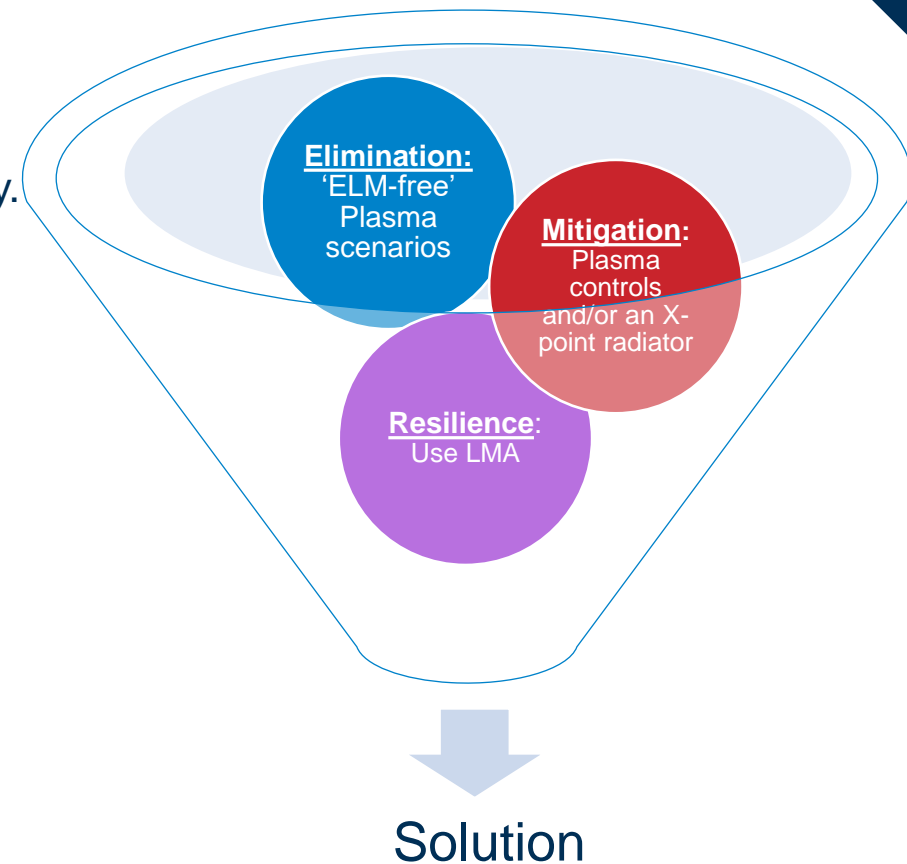 Elimination:
‘ELM-free’
Plasma
scenarios
Mitigation:
Plasma
controls
and/or an X-
point radiator
Resilience:
Use LMA
Solution